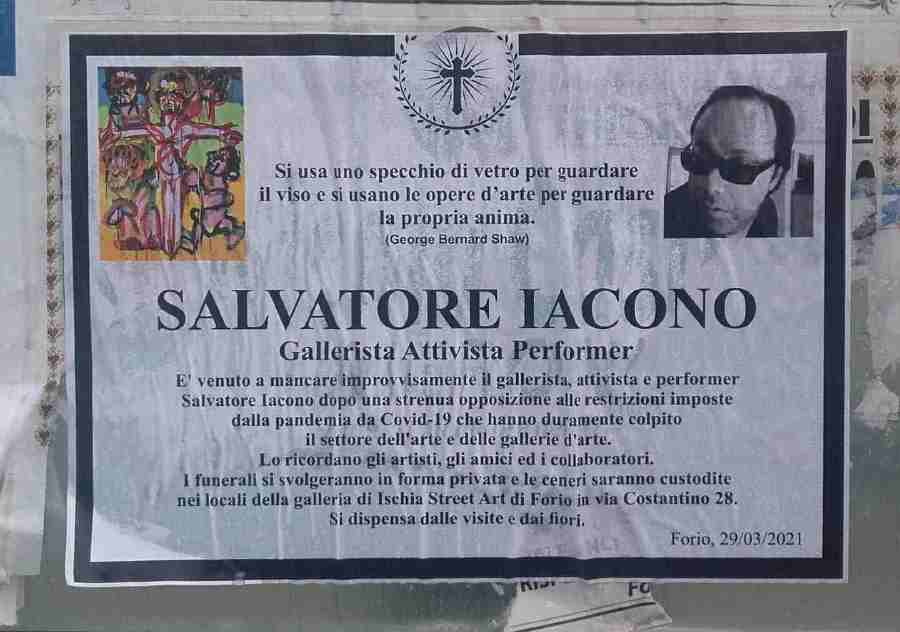 Si usa uno specchio di vetro per guardare
il viso e si usano le opere d'arte per guardare
la propria anima.
(George Bernard Shaw)
SALVATORE IACONO
Gallerista Attivista Performer
E' venuto a mancare improvvisamente il gallerista, attivista e performer
Salvatore Iacono dopo una strenua opposizione alle restrizioni imposte
dalla pandemia da Covid-19 che hanno duramente colpito
il settore dell'arte e delle gallerie d'arte.
Lo ricordano gli artisti, gli amici ed i collaboratori.
I funerali si svolgeranno in forma privata e le ceneri saranno custodite
nei locali della galleria di Ischia Street Art di Forio in via Costantino 28.
Si dispensa dalle visite e dai fiori.
Forio, 29/03/2021